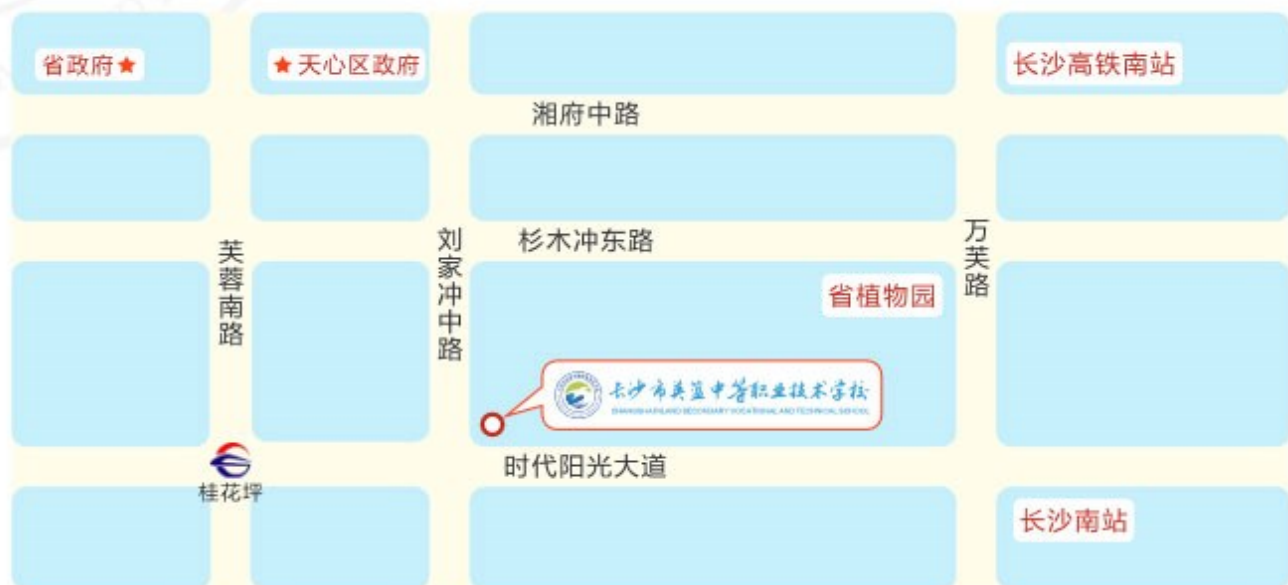 省政府★
★天心区政府
长沙高铁南站
湘府中路
芙蓉南路
刘家冲中路
杉木冲东路
万芙路
省植物园
长沙市英蓝中等职业技术学校
时代阳光大道
桂花坪
长沙南站